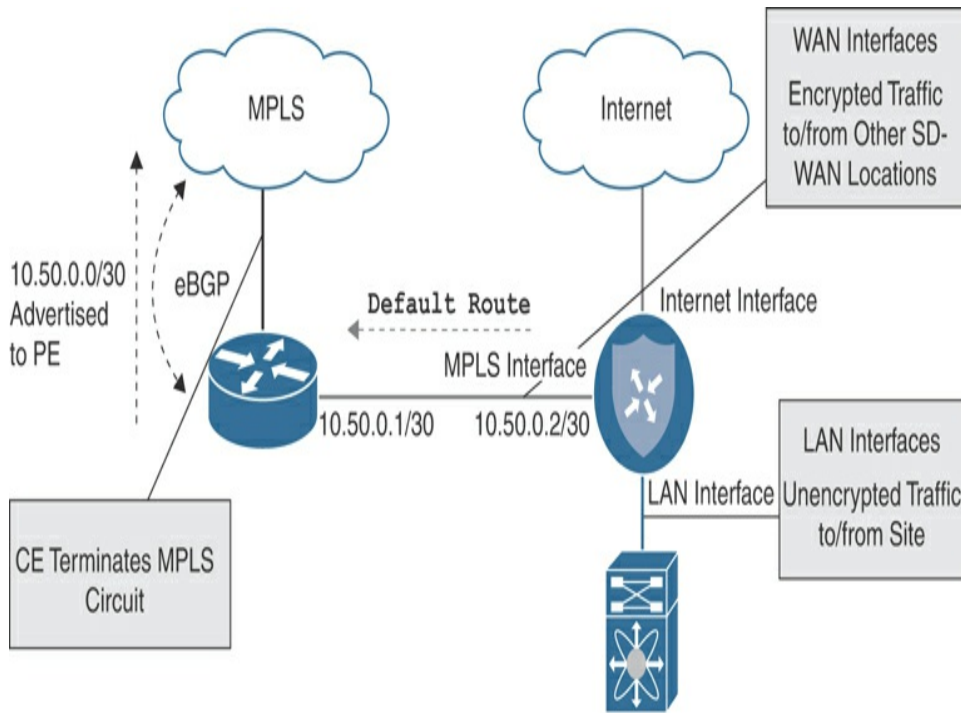 MPLS
Internet
WAN Interfaces
Encrypted Traffic
to/from Other SD-
WAN Locations
10.50.0.0/30
Advertised
to PE
eBGP
Default Route
Internet Interface
MPLS Interface
10.50.0.1/30
10.50.0.2/30
LAN Interface
LAN Interfaces
Unencrypted Traffic
to/from Site
CE Terminates MPLS
Circuit